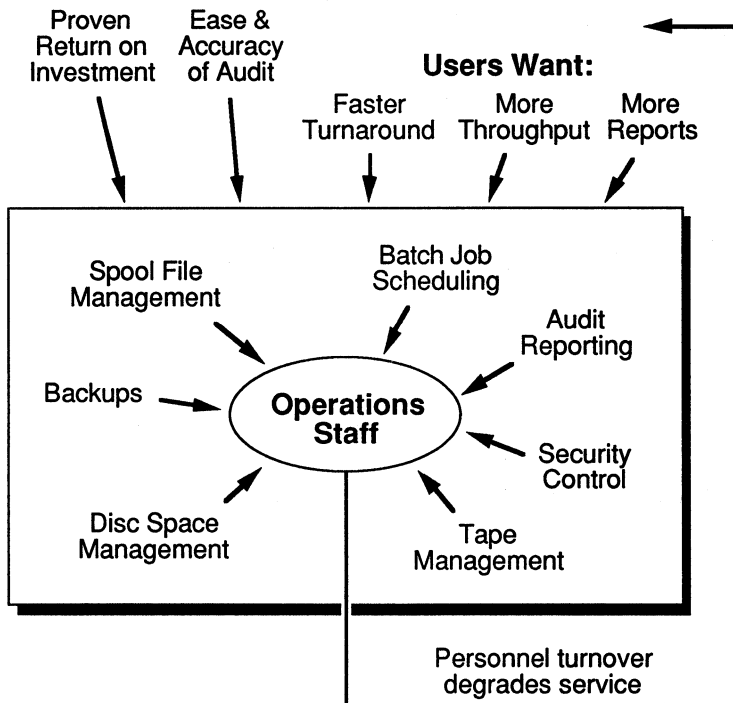 Proven
Return on
Investment
Ease &
Accuracy
of Audit
Users Want:
Faster
Turnaround
More
Throughput
More
Reports
Spool File
Management
Batch Job
Scheduling
Audit
Reporting
Backups
Operations
Staff
Security
Control
Disc Space
Management
Tape
Management
Personnel turnover
degrades service